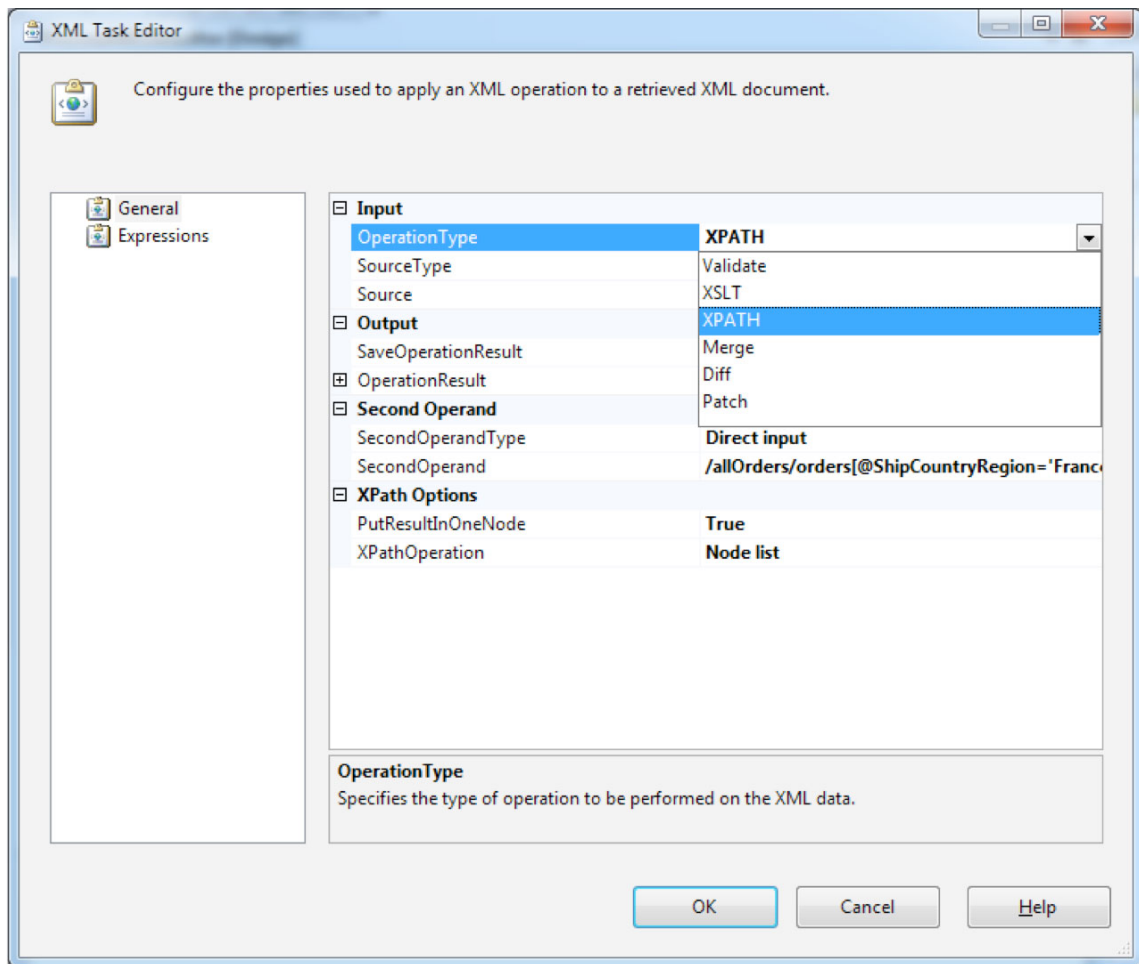 XML Task Editor
Configure the properties used to apply an XML operation to a retrieved XML document.
General
Expressions
Input
OperationType XPATH
SourceType Validate
Source XSLT
XPATH
Output
SaveOperationResult Merge
OperationResult Diff
Patch
Second Operand
SecondOperandType Direct input
SecondOperand /allOrders/orders[@ShipCountryRegion='France
XPath Options
PutResultInOneNode True
XPathOperation Node list
OperationType
Specifies the type of operation to be performed on the XML data.
OK Cancel Help